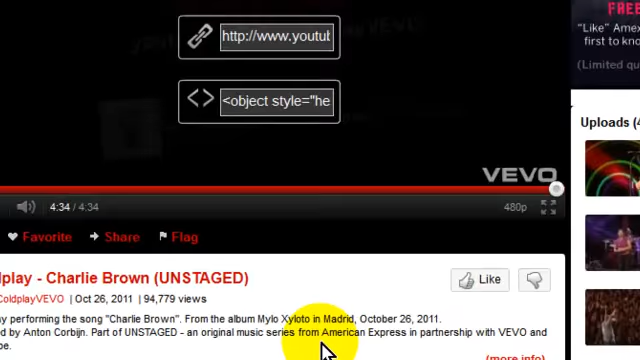 FREE
"Like" Amex
first to kno
(Limited qu
http://www.youtut
<object style="he
Uploads (4
VEVO
4:34 / 4:34
480p
Favorite
Share
Flag
dplay - Charlie Brown (UNSTAGED)
Like
ColdplayVEVO | Oct 26, 2011 | 94,779 views
ay performing the song "Charlie Brown". From the album Mylo Xyloto in Madrid, October 26, 2011.
ed by Anton Corbijn. Part of UNSTAGED - an original music series from American Express in partnership with VEVO and
be.
(more info)